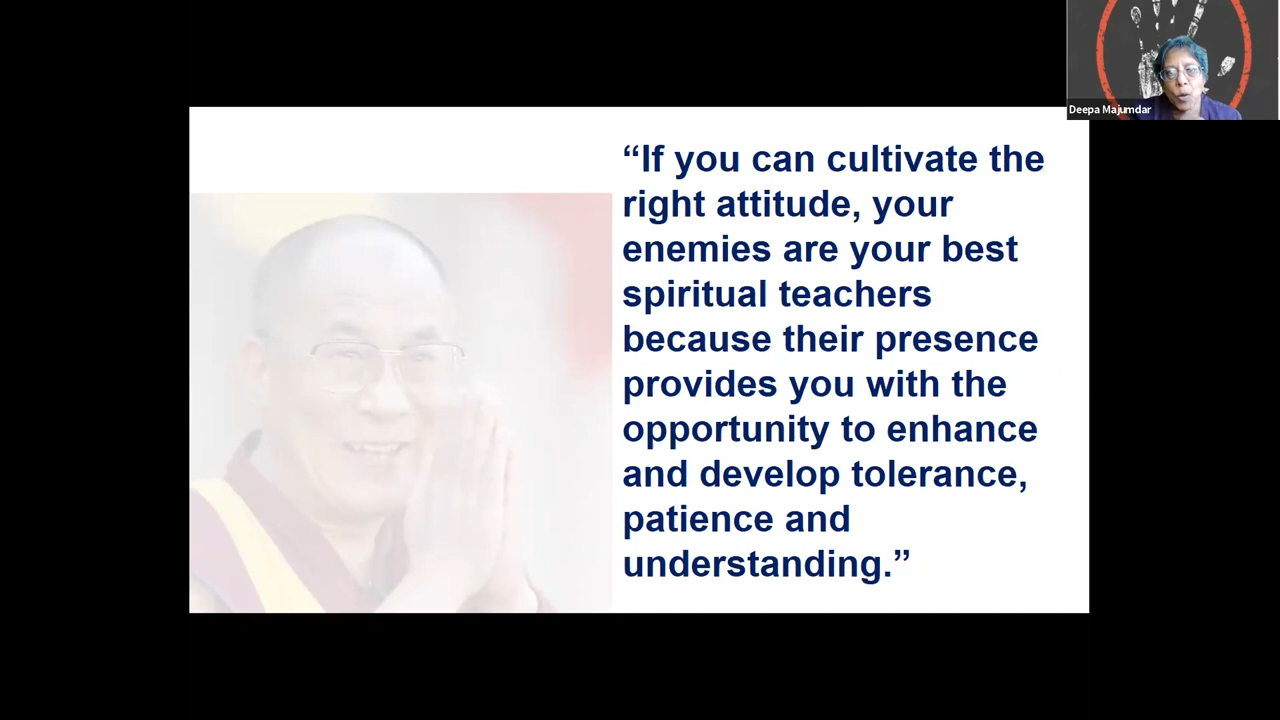 Deepa Majumdar
“If you can cultivate the
right attitude, your
enemies are your best
spiritual teachers
because their presence
provides you with the
opportunity to enhance
and develop tolerance,
patience and
understanding.”